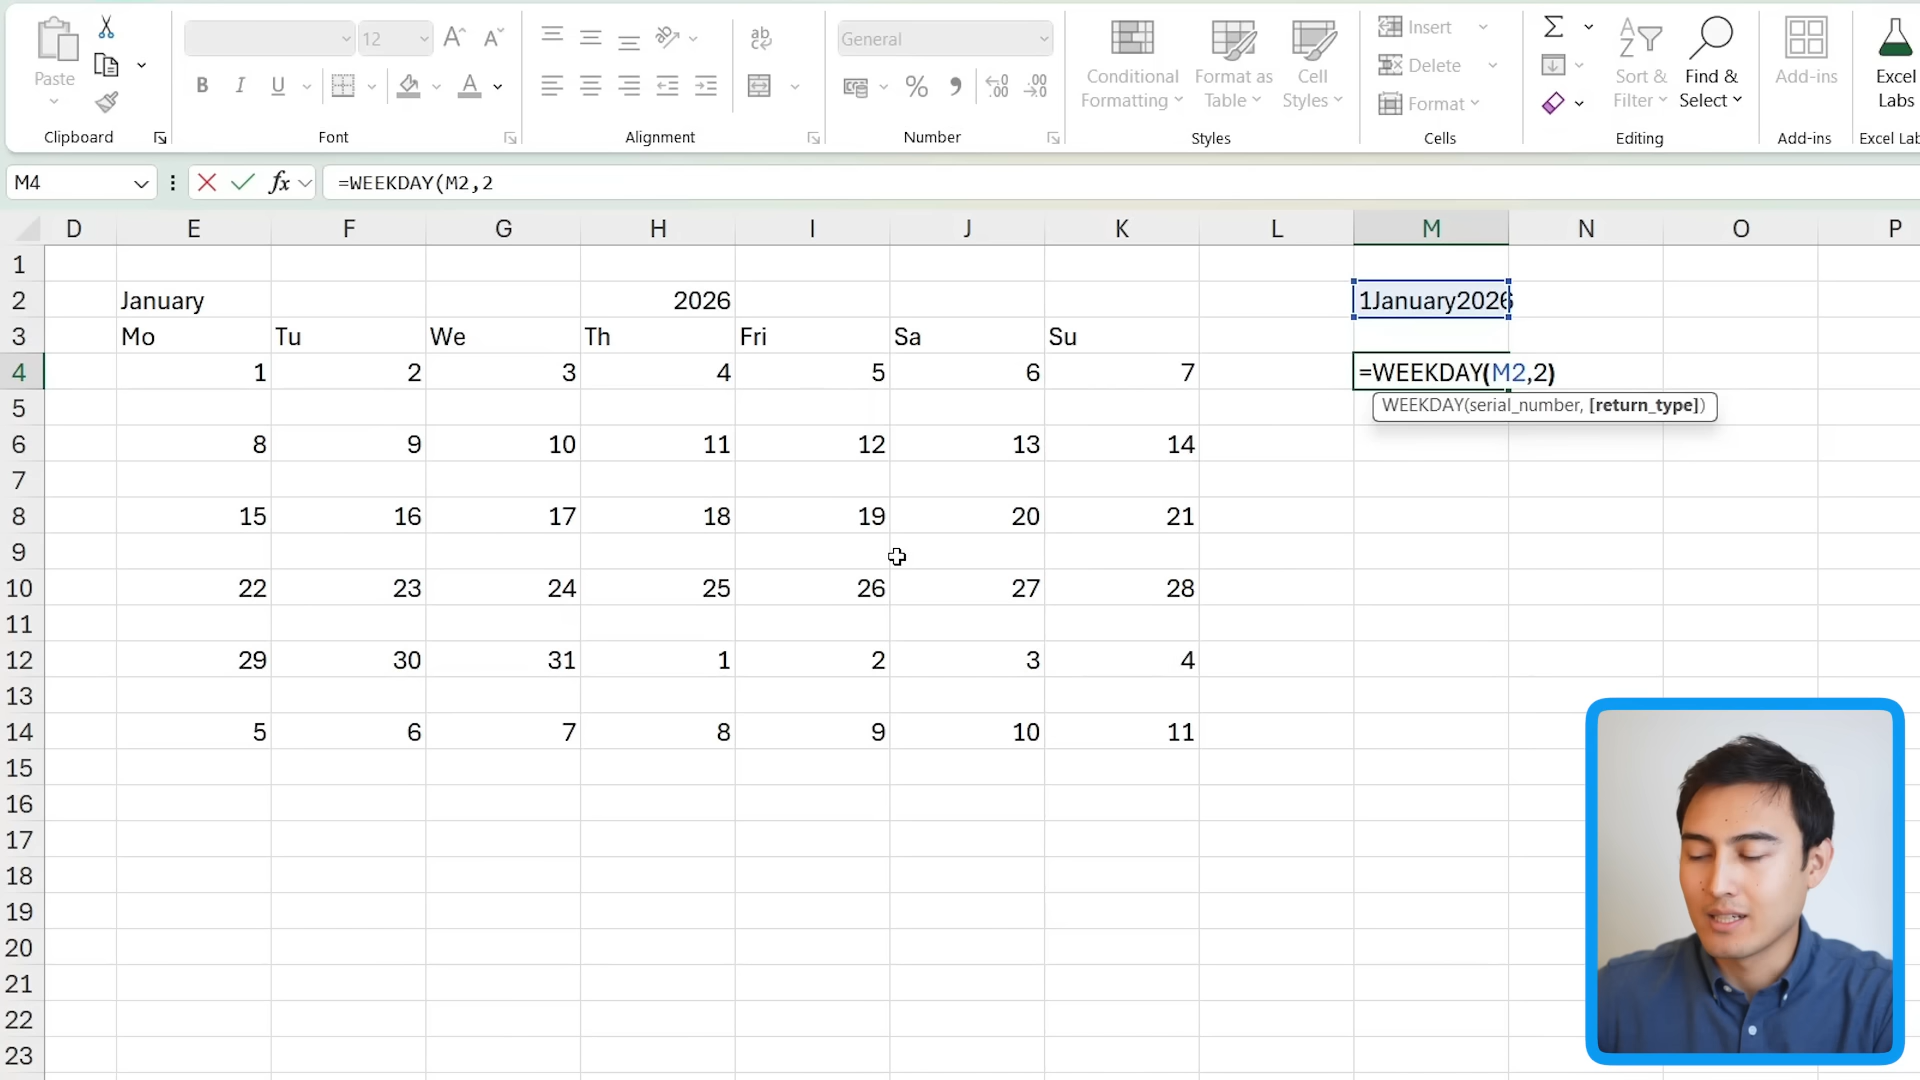 Paste
Clipboard
12
B I U
Font
ab
Alignment
General
%
Number
Conditional Formatting
Format as Table
Cell Styles
Styles
Insert
Delete
Format
Cells
Sort & Filter
Find & Select
Editing
Add-ins
Add-ins
Excel Labs
Excel Lab
M4 fx =WEEKDAY(M2,2
D E F G H I J K L M N O P
1
2 January 2026 1January2026
3 Mo Tu We Th Fri Sa Su
4 1 2 3 4 5 6 7 =WEEKDAY(M2,2)
5 WEEKDAY(serial_number, [return_type])
6 8 9 10 11 12 13 14
7
8 15 16 17 18 19 20 21
9
10 22 23 24 25 26 27 28
11
12 29 30 31 1 2 3 4
13
14 5 6 7 8 9 10 11
15
16
17
18
19
20
21
22
23